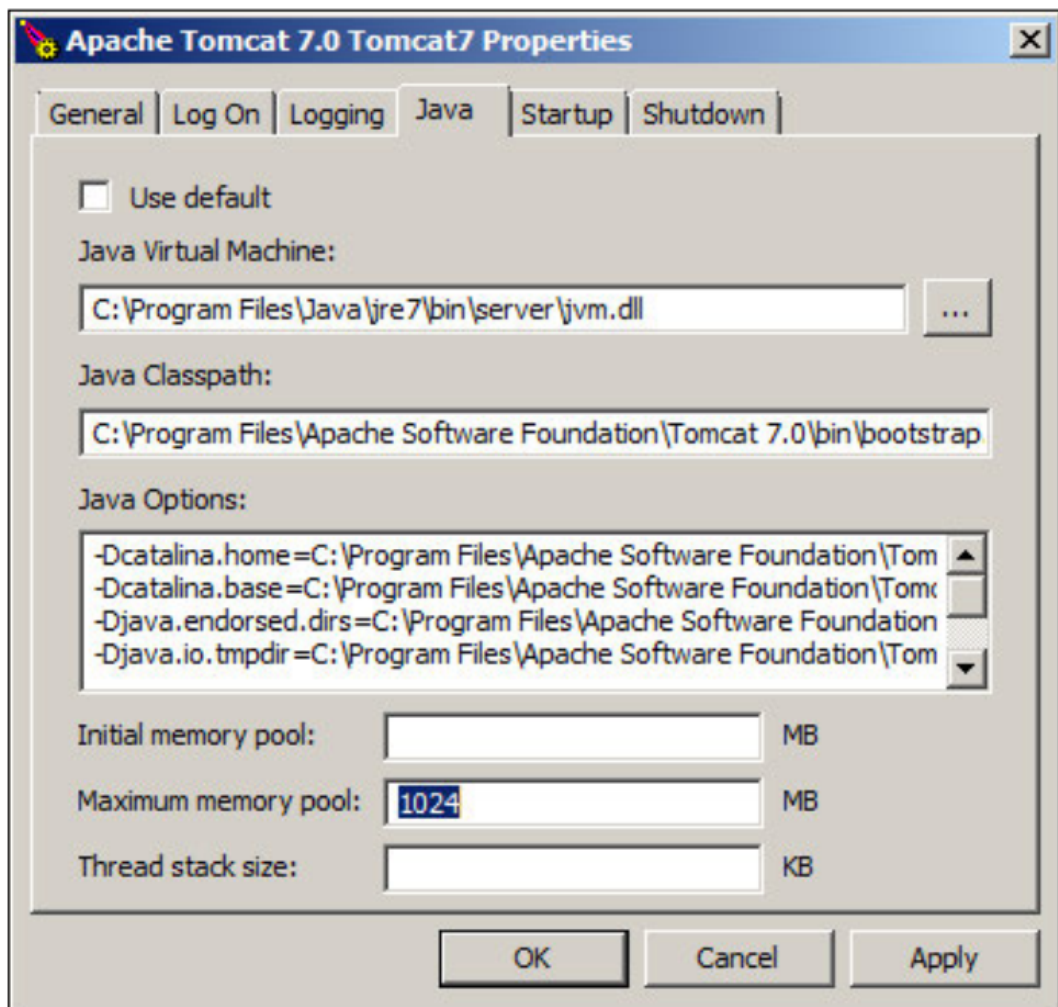 Apache Tomcat 7.0 Tomcat7 Properties
General Log On Logging Java Startup Shutdown
Use default
Java Virtual Machine:
C:\Program Files\Java\jre7\bin\server\jvm.dll
...
Java Classpath:
C:\Program Files\Apache Software Foundation\Tomcat 7.0\bin\bootstrap.
Java Options:
-Dcatalina.home=C:\Program Files\Apache Software Foundation\Tom
-Dcatalina.base=C:\Program Files\Apache Software Foundation\Tomc
-Djava.endorsed.dirs=C:\Program Files\Apache Software Foundation
-Djava.io.tmpdir=C:\Program Files\Apache Software Foundation\Tom
Initial memory pool: MB
Maximum memory pool: 1024 MB
Thread stack size: KB
OK Cancel Apply